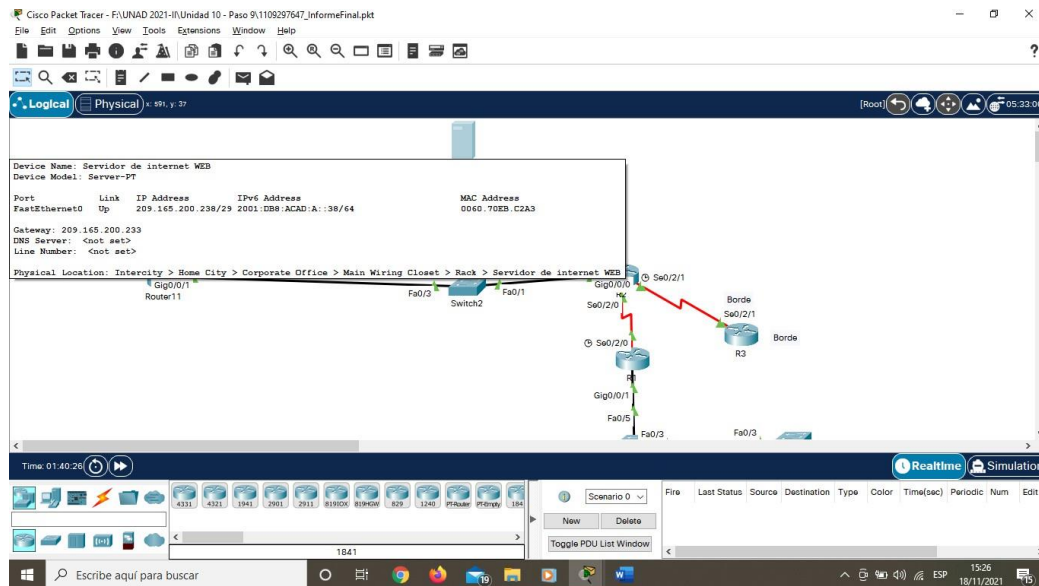 Cisco Packet Tracer - F:\UNAD 2021-II\Unidad 10 - Paso 9\1109297647_InformeFinal.pkt
File Edit Options View Tools Extensions Window Help
?
Logical Physical x: 591, y: 37 [Root] 05:33:00
Device Name: Servidor de internet WEB
Device Model: Server-PT
Port Link IP Address IPv6 Address MAC Address
FastEthernet0 Up 209.165.200.238/29 2001:DB8:ACAD:A::38/64 0060.70EB.C2A3
Gateway: 209.165.200.233
DNS Server: <not set>
Line Number: <not set>
Physical Location: Intercity > Home City > Corporate Office > Main Wiring Closet > Rack > Servidor de internet WEB
Se0/2/1
Gig0/0/1 Gig0/0/0
Router11 Fa0/3 Fa0/1 R2
Switch2 Se0/2/0 Borde
Se0/2/1
Borde
Se0/2/0 R3
R1
Gig0/0/1
Fa0/5
Fa0/3 Fa0/3
Time: 01:40:26 Realtime Simulation
4331 4321 1941 2901 2911 819IOX 819HGW 829 1240 PT-Router PT-Empty 184
Scenario 0 Fire Last Status Source Destination Type Color Time(sec) Periodic Num Edit
New Delete
Toggle PDU List Window
1841
Escribe aquí para buscar 19 ESP 15:26
18/11/2021 15